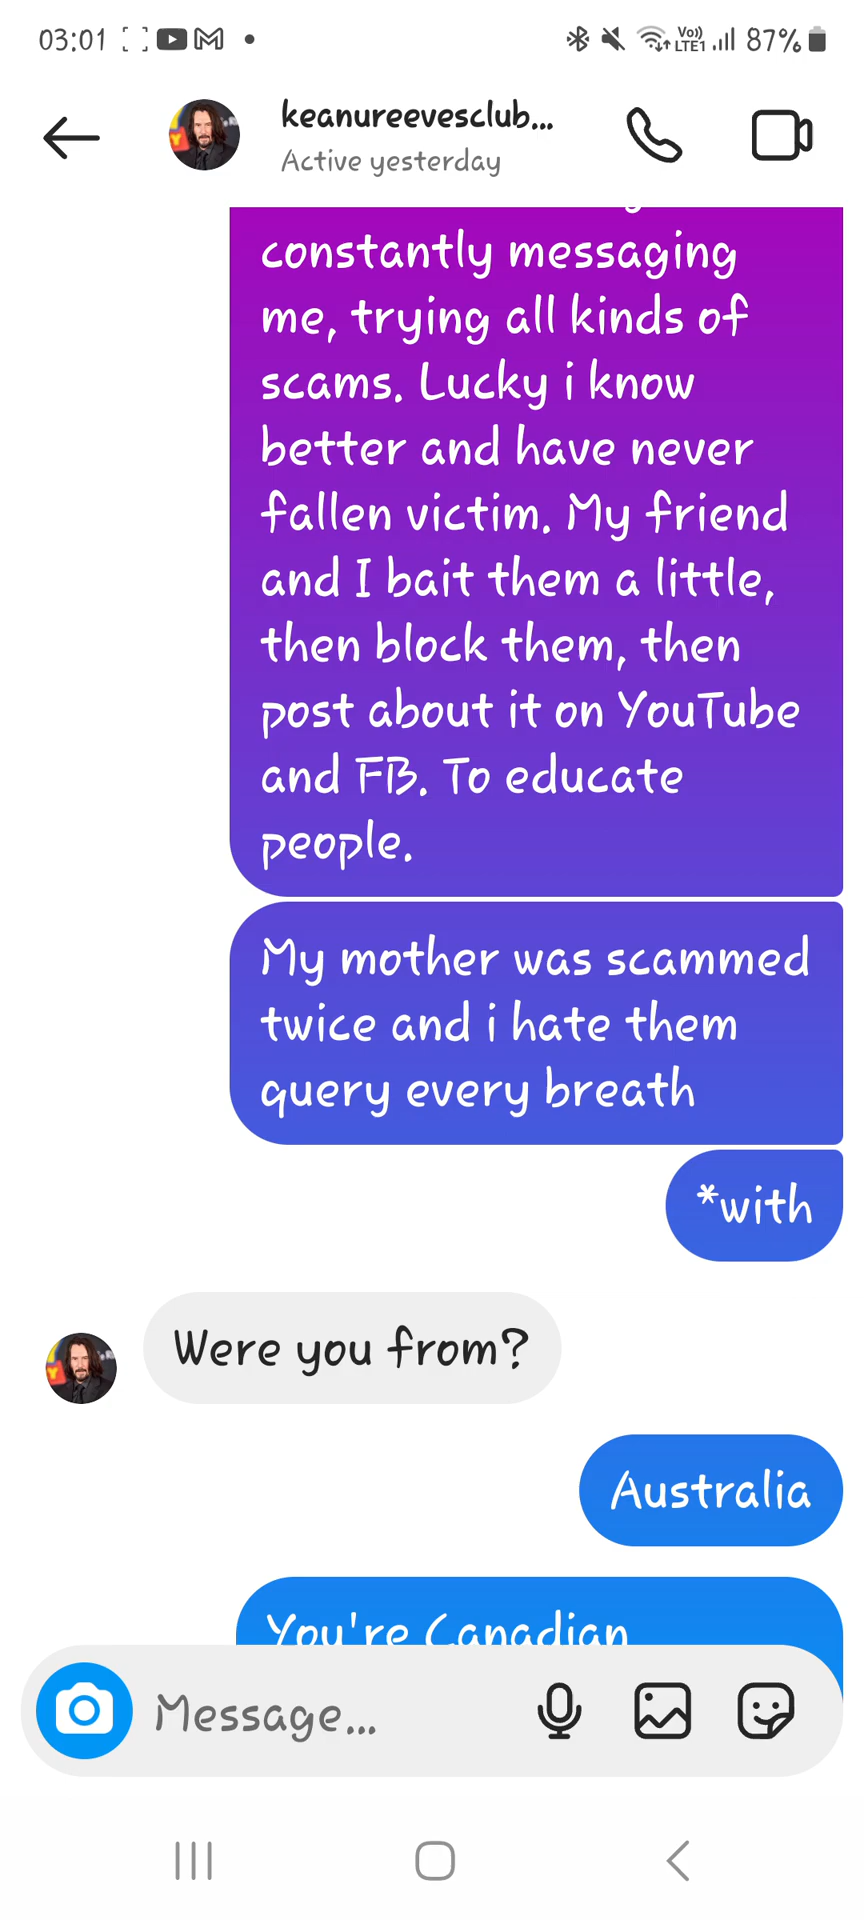 03:01 Vo)) LTE1 87%
keanureevesclub...
Active yesterday
constantly messaging
me, trying all kinds of
scams. Lucky i know
better and have never
fallen victim. My friend
and I bait them a little,
then block them, then
post about it on YouTube
and FB. To educate
people.
My mother was scammed
twice and i hate them
query every breath
*with
Were you from?
Australia
You're Canadian
Message...